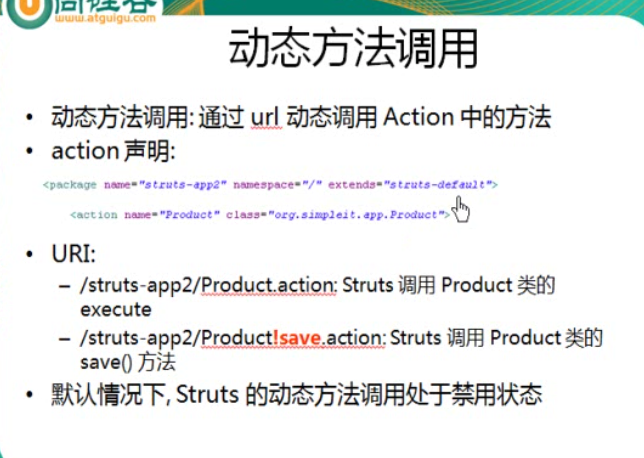 尚硅谷
www.atguigu.com
动态方法调用
• 动态方法调用: 通过 url 动态调用 Action 中的方法
• action 声明:
<package name="struts-app2" namespace="/" extends="struts-default">
<action name="Product" class="org.simpleit.app.Product">
• URI:
– /struts-app2/Product.action: Struts 调用 Product 类的
execute
– /struts-app2/Product!save.action: Struts 调用 Product 类的
save() 方法
• 默认情况下, Struts 的动态方法调用处于禁用状态